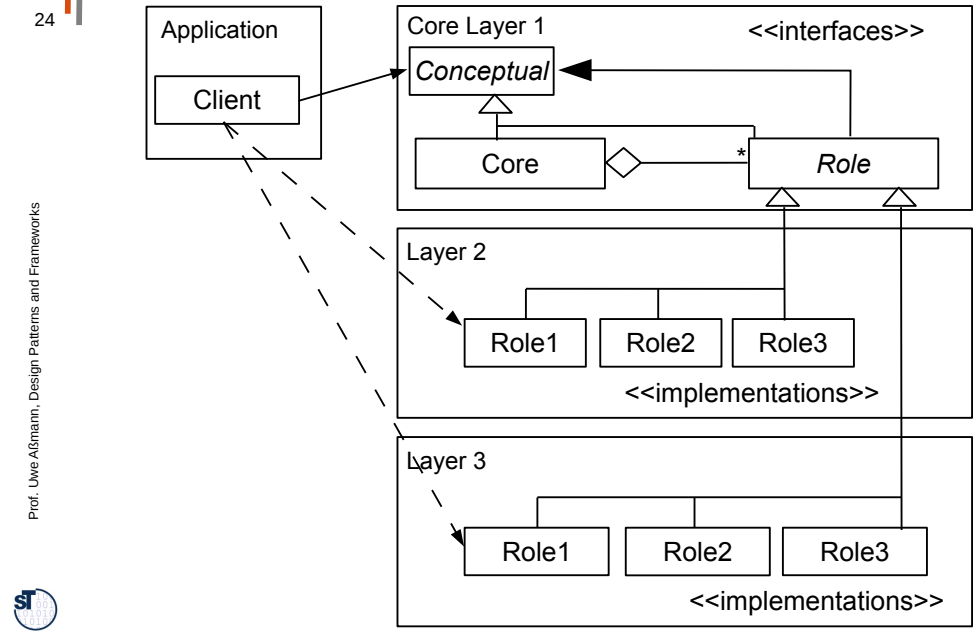 24
Application
Client
Core Layer 1
<<interfaces>>
Conceptual
Core
*
Role
Layer 2
Role1
Role2
Role3
<<implementations>>
Layer 3
Role1
Role2
Role3
<<implementations>>
Prof. Uwe Aßmann, Design Patterns and Frameworks
ST